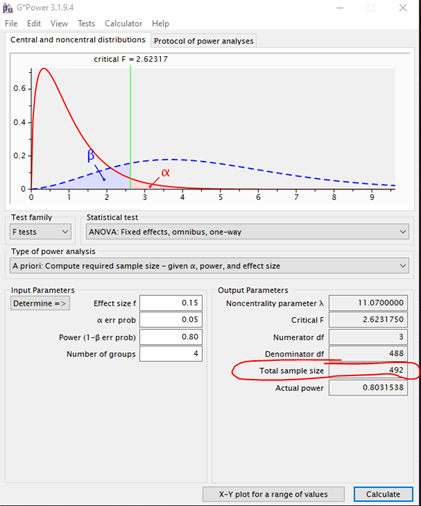 G*Power 3.1.9.4
File Edit View Tests Calculator Help
Central and noncentral distributions Protocol of power analyses
critical F = 2.62317
0.6
0.4
β
α
0.2
0
0 1 2 3 4 5 6 7 8 9
Test family Statistical test
F tests ANOVA: Fixed effects, omnibus, one-way
Type of power analysis
A priori: Compute required sample size - given α, power, and effect size
Input Parameters Output Parameters
Determine => Effect size f 0.15 Noncentrality parameter λ 11.0700000
α err prob 0.05 Critical F 2.6231750
Power (1-β err prob) 0.80 Numerator df 3
Number of groups 4 Denominator df 488
Total sample size 492
Actual power 0.8031538
X-Y plot for a range of values Calculate